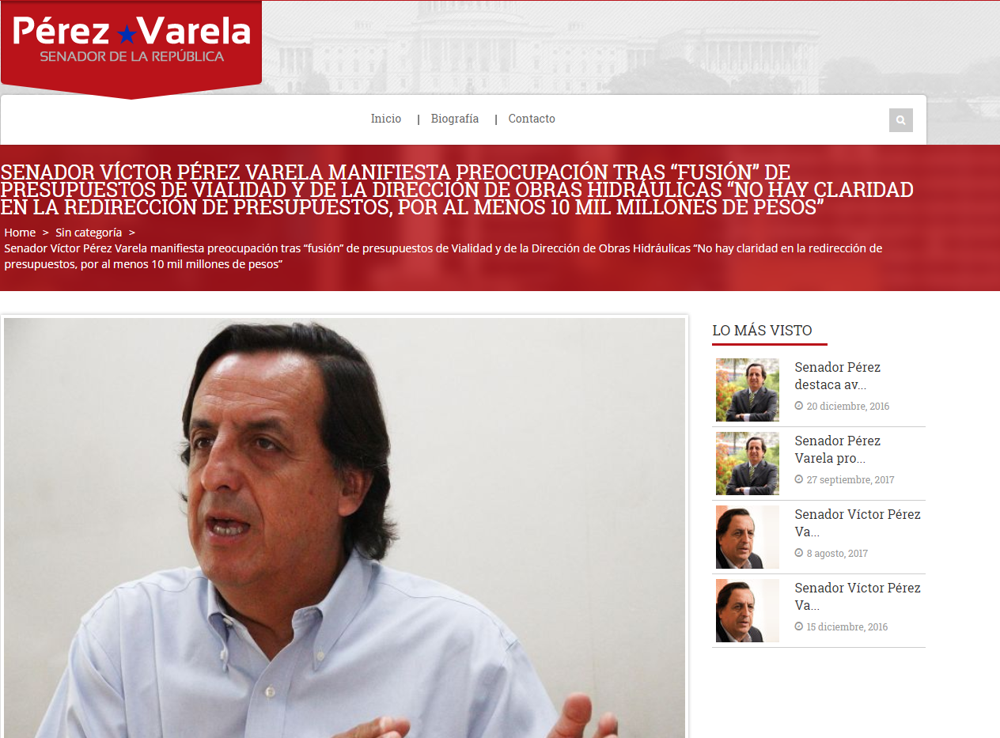 Pérez Varela
SENADOR DE LA REPÚBLICA
Inicio | Biografía | Contacto
SENADOR VÍCTOR PÉREZ VARELA MANIFIESTA PREOCUPACIÓN TRAS “FUSIÓN” DE
PRESUPUESTOS DE VIALIDAD Y DE LA DIRECCIÓN DE OBRAS HIDRÁULICAS “NO HAY CLARIDAD
EN LA REDIRECCIÓN DE PRESUPUESTOS, POR AL MENOS 10 MIL MILLONES DE PESOS”
Home > Sin categoría >
Senador Víctor Pérez Varela manifiesta preocupación tras “fusión” de presupuestos de Vialidad y de la Dirección de Obras Hidráulicas “No hay claridad en la redirección de
presupuestos, por al menos 10 mil millones de pesos”
LO MÁS VISTO
Senador Pérez
destaca av...
20 diciembre, 2016
Senador Pérez
Varela pro...
27 septiembre, 2017
Senador Víctor Pérez
Va...
8 agosto, 2017
Senador Víctor Pérez
Va...
15 diciembre, 2016